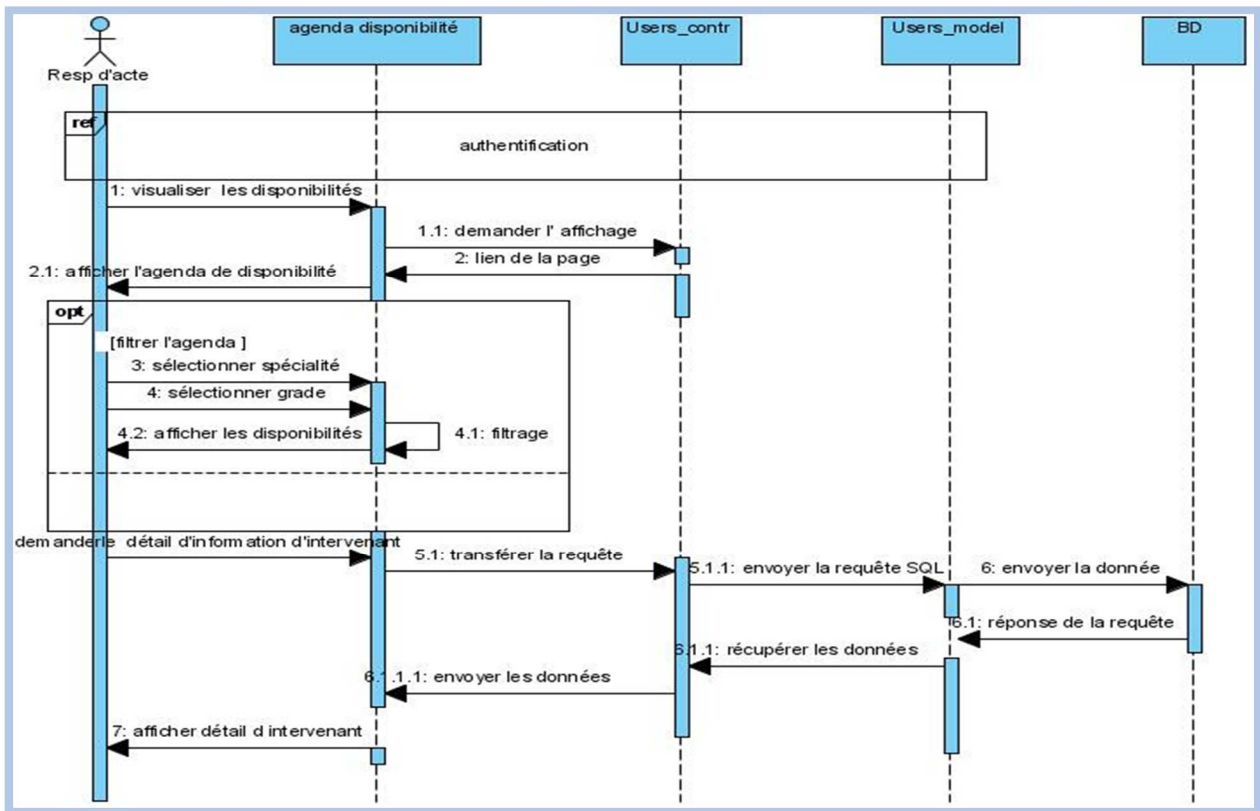 agenda disponibilité
Users_contr
Users_model
BD
Resp d'acte
ref
authentification
1: visualiser les disponibilités
1.1: demander l' affichage
2: lien de la page
2.1: afficher l'agenda de disponibilité
opt
[filtrer l'agenda ]
3: sélectionner spécialité
4: sélectionner grade
4.1: filtrage
4.2: afficher les disponibilités
demanderle détail d'information d'intervenant
5.1: transférer la requête
5.1.1: envoyer la requête SQL
6: envoyer la donnée
6.1: réponse de la requête
6.1.1: récupérer les données
6.1.1.1: envoyer les données
7: afficher détail d intervenant